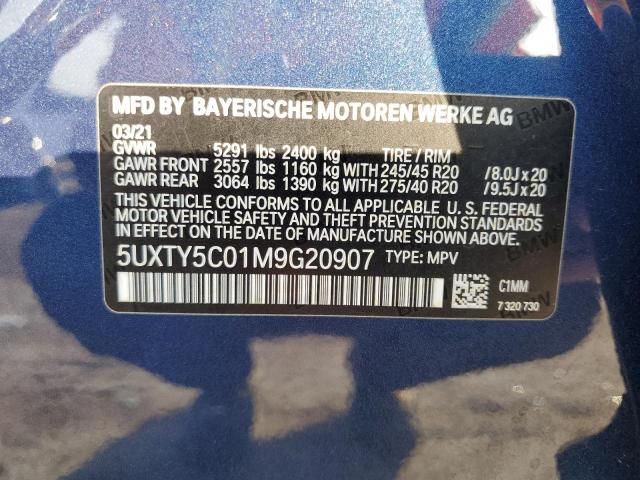 MFD BY BAYERISCHE MOTOREN WERKE AG
03/21
GVWR 5291 lbs 2400 kg TIRE / RIM
GAWR FRONT 2557 lbs 1160 kg WITH 245/45 R20 /8.0J x 20
GAWR REAR 3064 lbs 1390 kg WITH 275/40 R20 /9.5J x 20
THIS VEHICLE CONFORMS TO ALL APPLICABLE U. S. FEDERAL
MOTOR VEHICLE SAFETY AND THEFT PREVENTION STANDARDS
IN EFFECT ON THE DATE OF MANUFACTURE SHOWN ABOVE.
5UXTY5C01M9G20907 TYPE: MPV
C1MM
7 320 730